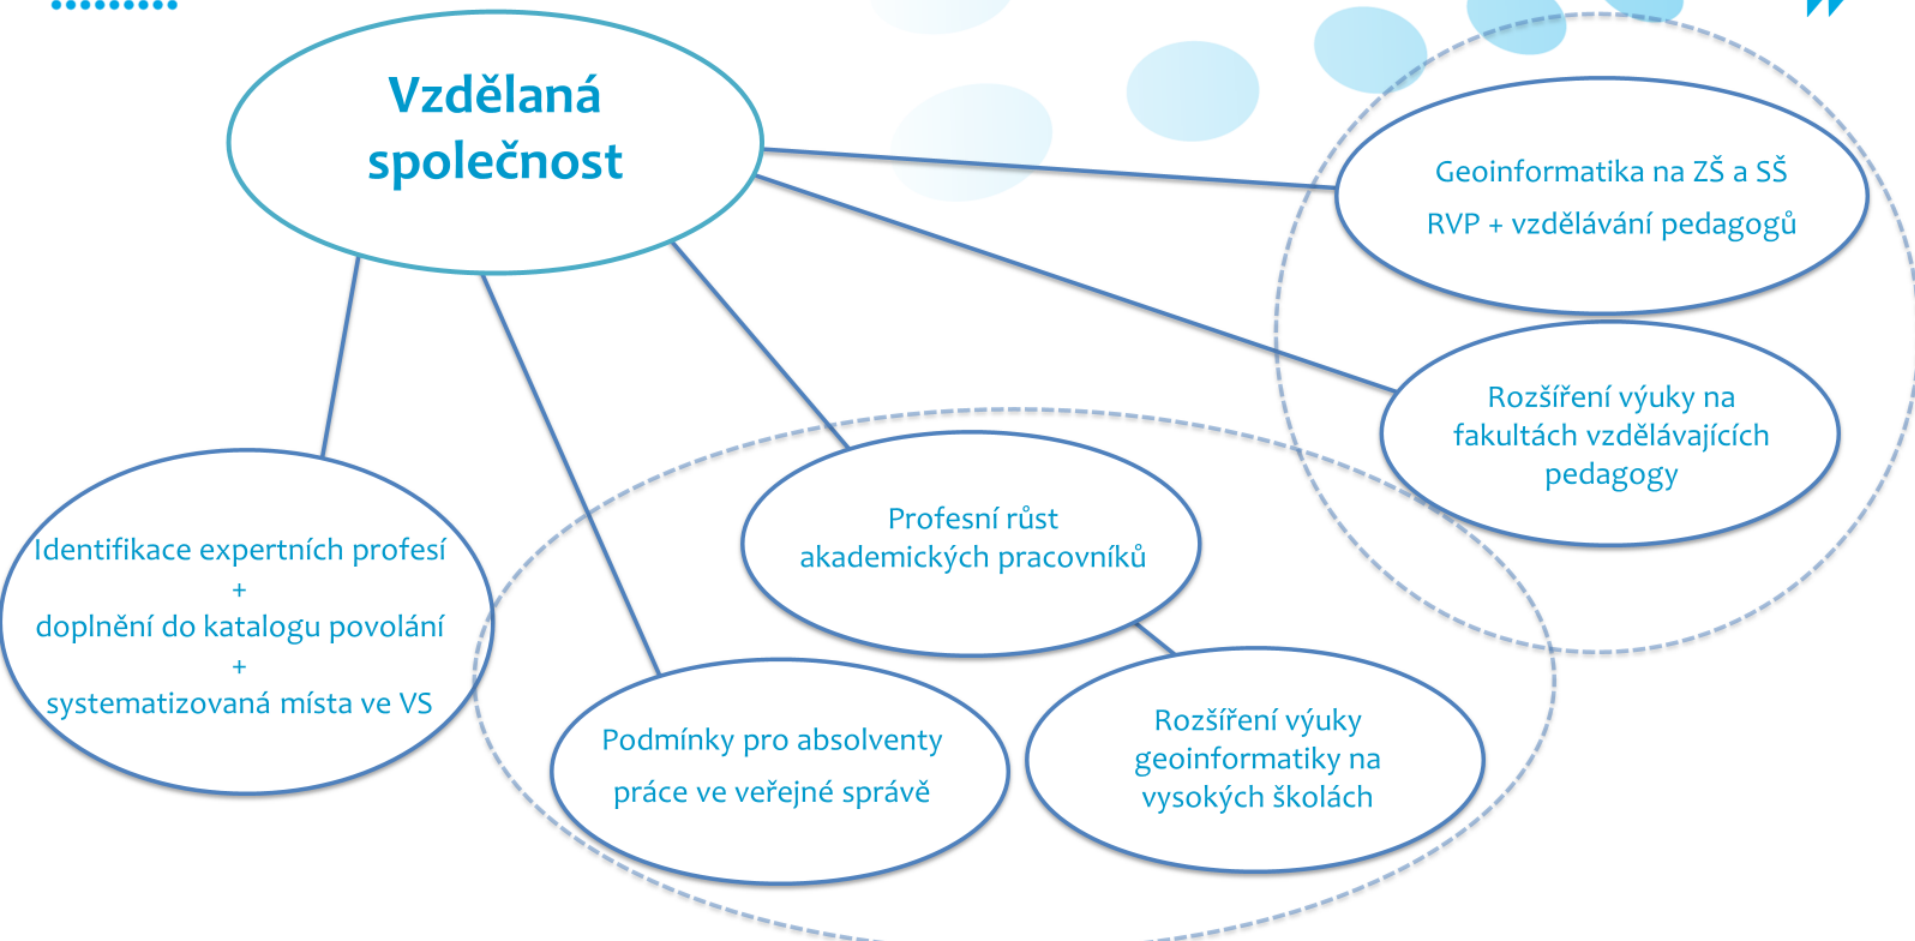 Vzdělaná
společnost
Geoinformatika na ZŠ a SŠ
RVP + vzdělávání pedagogů
Rozšíření výuky na
fakultách vzdělávajících
pedagogy
Profesní růst
akademických pracovníků
Identifikace expertních profesí
+
doplnění do katalogu povolání
+
systematizovaná místa ve VS
Podmínky pro absolventy
práce ve veřejné správě
Rozšíření výuky
geoinformatiky na
vysokých školách